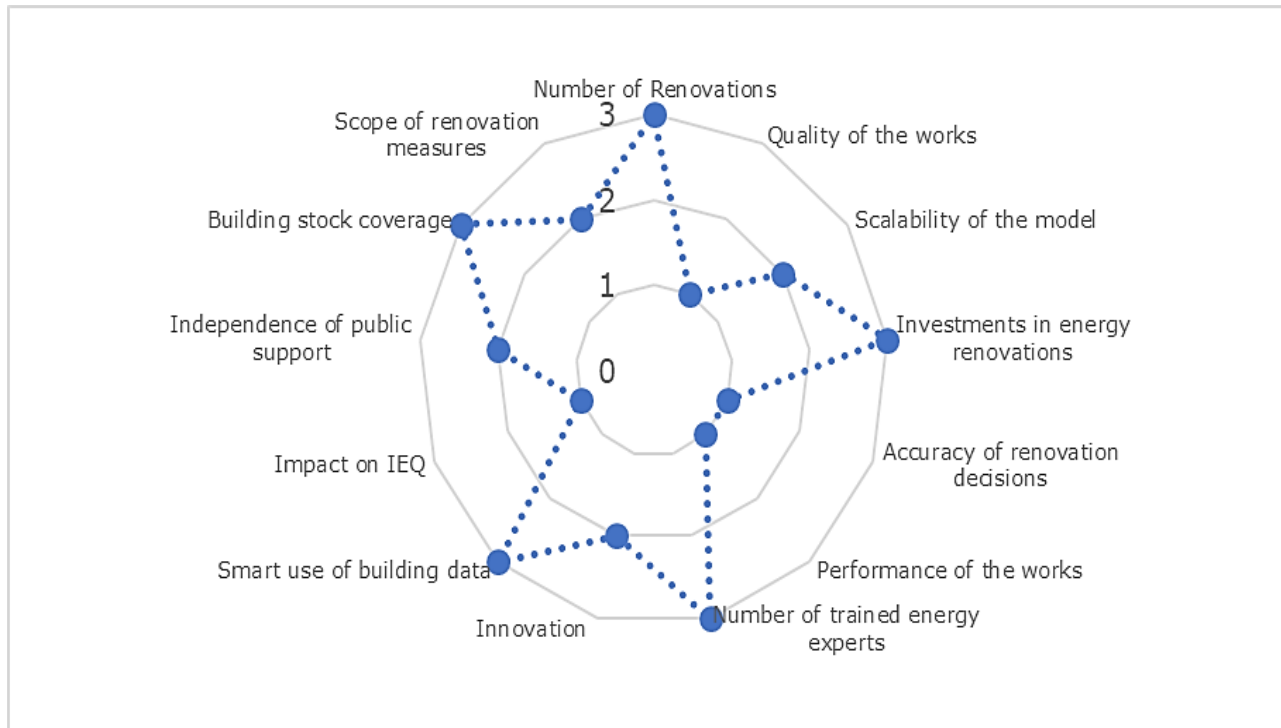 Number of Renovations
Quality of the works
Scalability of the model
Investments in energy
renovations
Accuracy of renovation
decisions
Performance of the works
Number of trained energy
experts
Innovation
Smart use of building data
Impact on IEQ
Independence of public
support
Building stock coverage
Scope of renovation
measures
3
2
1
0